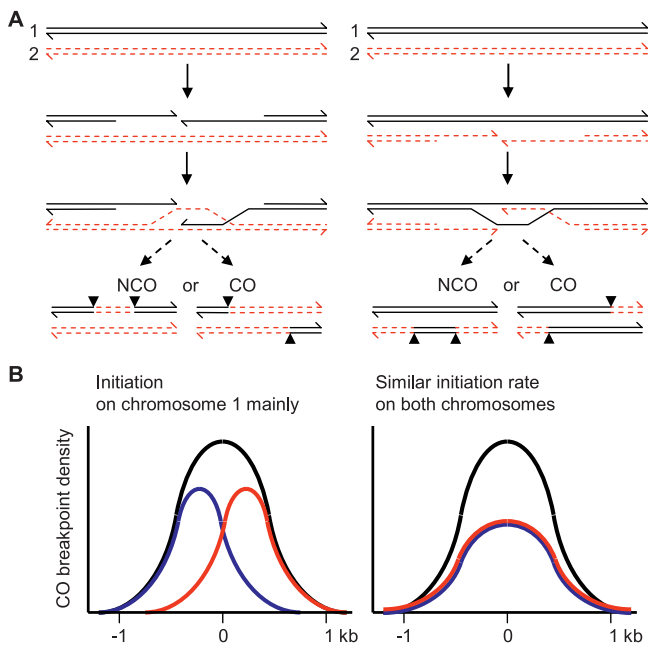 A
1
2
1
2
NCO or CO
NCO or CO
B
Initiation
on chromosome 1 mainly
Similar initiation rate
on both chromosomes
CO breakpoint density
-1 0 1 kb
-1 0 1 kb